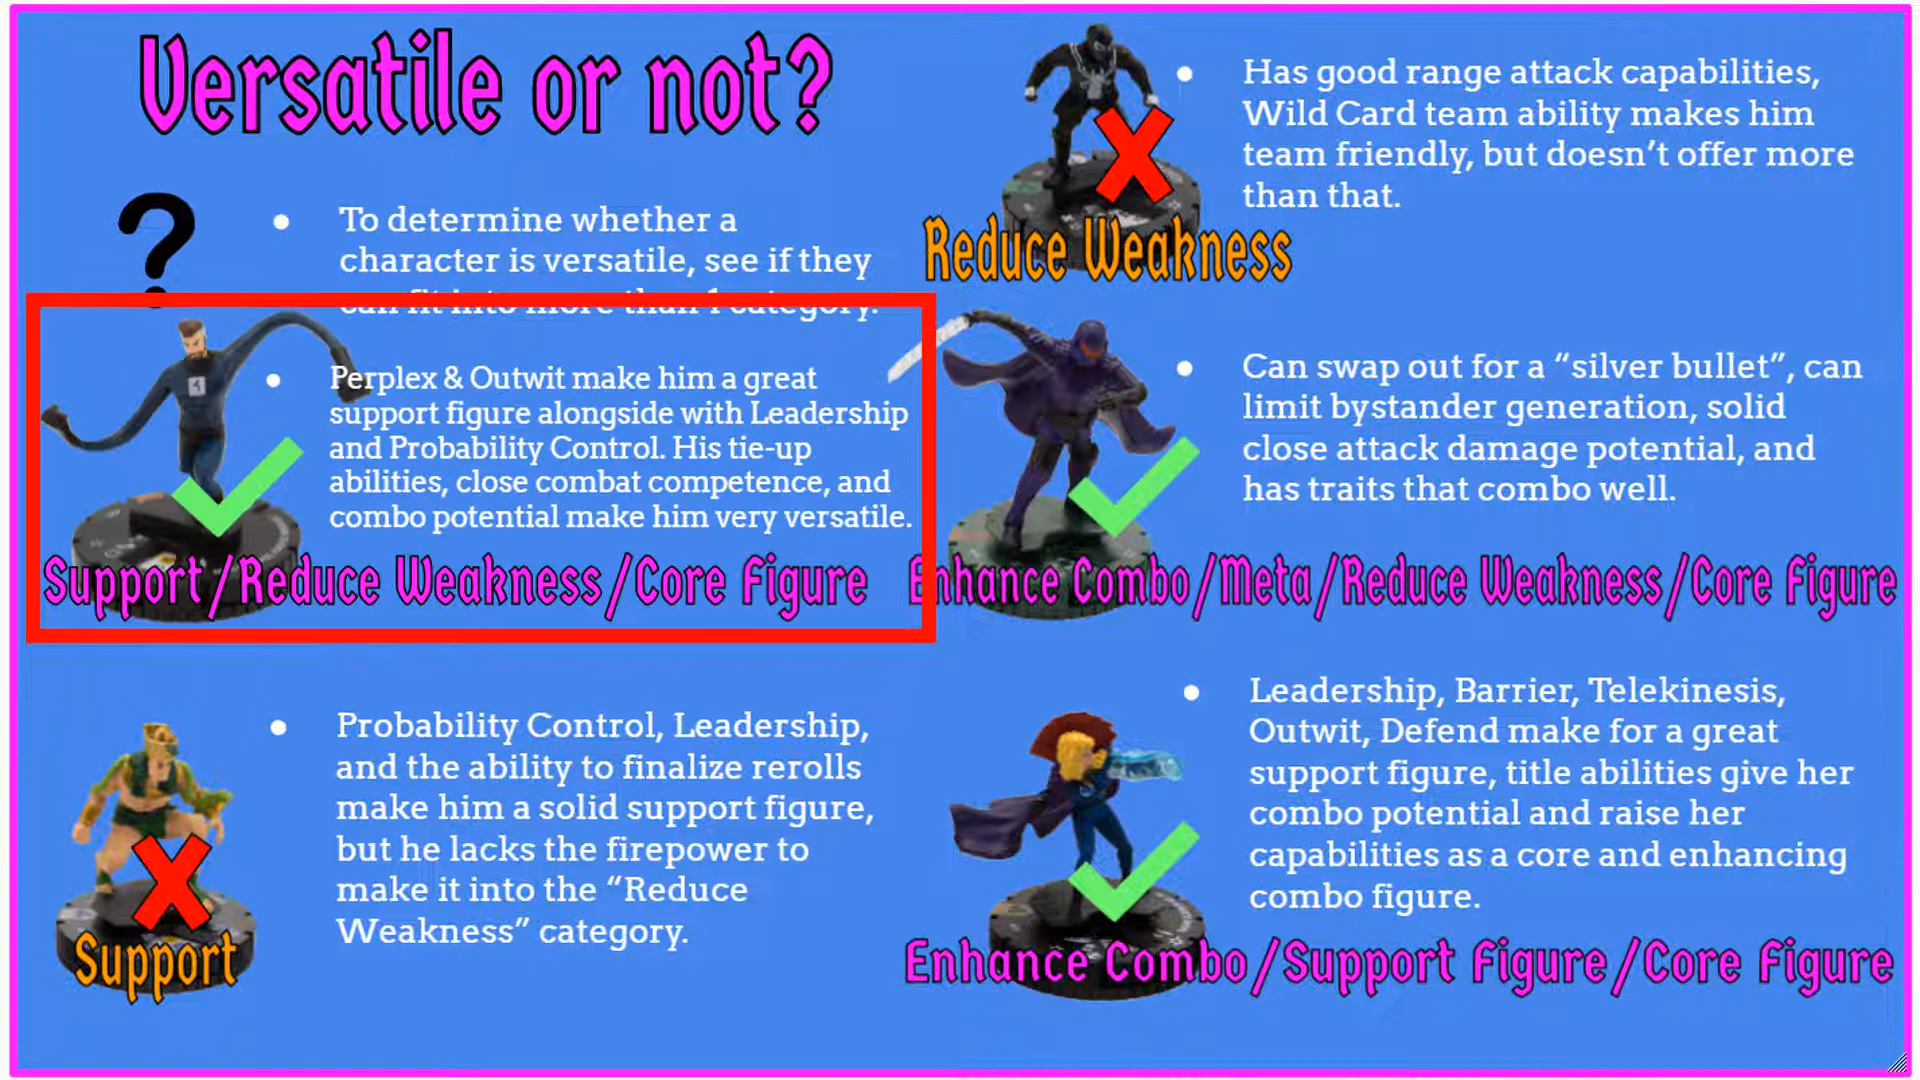 Versatile or not?
?
• To determine whether a
character is versatile, see if they
can fit into more than 1 category.
• Perplex & Outwit make him a great
support figure alongside with Leadership
and Probability Control. His tie-up
abilities, close combat competence, and
combo potential make him very versatile.
4
Support/Reduce Weakness/Core Figure
• Probability Control, Leadership,
and the ability to finalize rerolls
make him a solid support figure,
but he lacks the firepower to
make it into the “Reduce
Weakness” category.
Support
• Has good range attack capabilities,
Wild Card team ability makes him
team friendly, but doesn’t offer more
than that.
Reduce Weakness
• Can swap out for a “silver bullet”, can
limit bystander generation, solid
close attack damage potential, and
has traits that combo well.
Enhance Combo/Meta/Reduce Weakness/Core Figure
• Leadership, Barrier, Telekinesis,
Outwit, Defend make for a great
support figure, title abilities give her
combo potential and raise her
capabilities as a core and enhancing
combo figure.
Enhance Combo/Support Figure/Core Figure